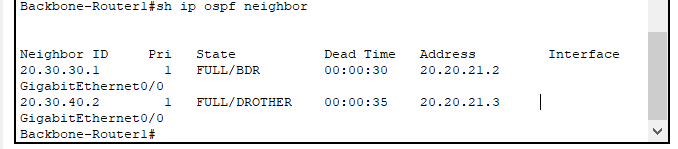 Backbone-Router1#sh ip ospf neighbor
Neighbor ID Pri State Dead Time Address Interface
20.30.30.1 1 FULL/BDR 00:00:30 20.20.21.2
GigabitEthernet0/0
20.30.40.2 1 FULL/DROTHER 00:00:35 20.20.21.3
GigabitEthernet0/0
Backbone-Router1#